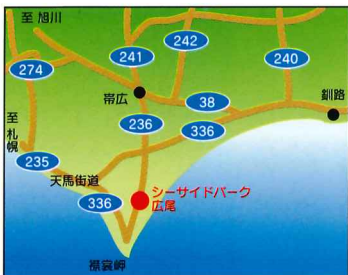 至 旭川
242
241
240
274
釧路
帯広
38
至札幌
236
336
235
天馬街道
シーサイドパーク
広尾
336
襟裳岬